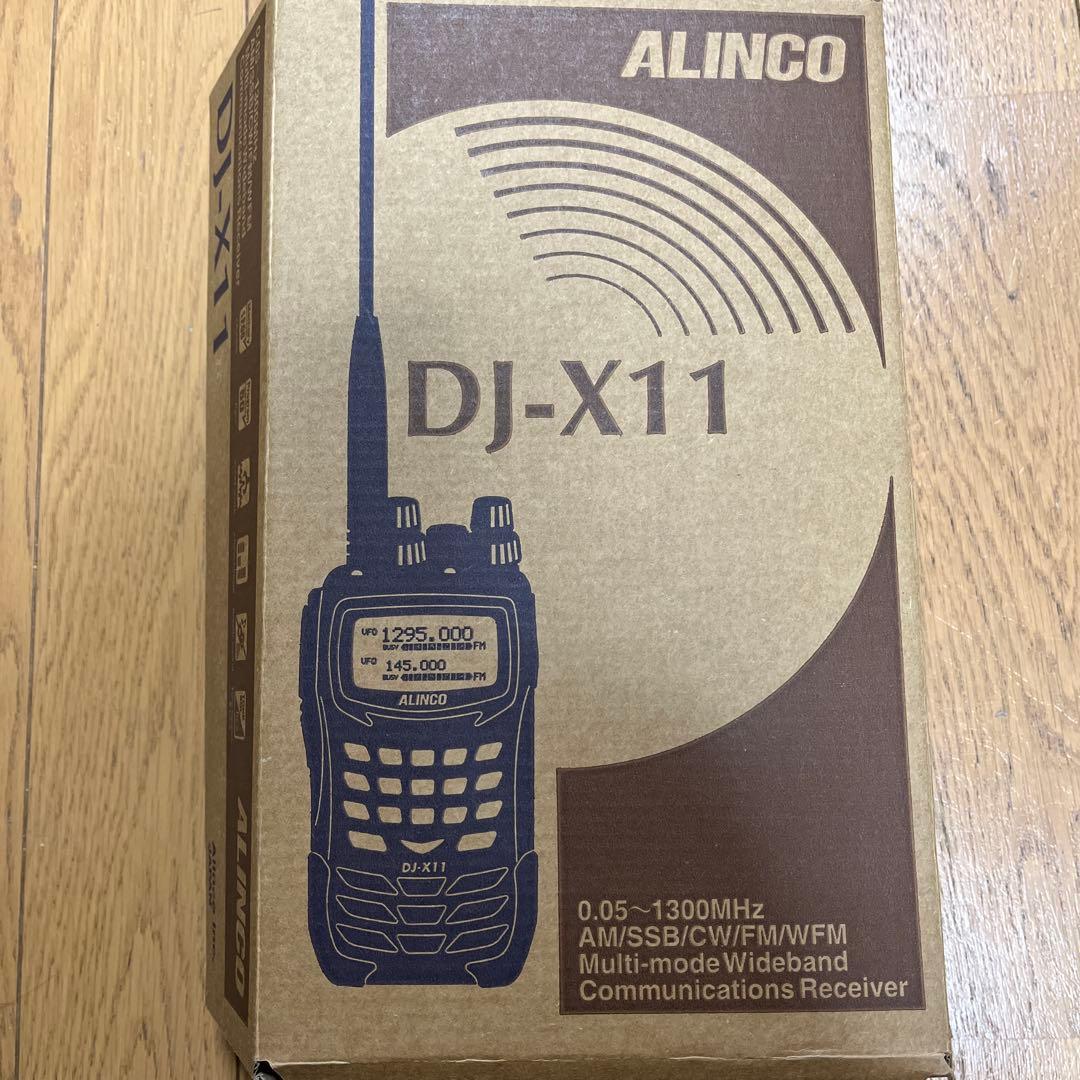 ALINCO
DJ-X11
VFO 1295.000
BUSY FM
VFO 145.000
BUSY FM
ALINCO
DJ-X11
0.05～1300MHz
AM/SSB/CW/FM/WFM
Multi-mode Wideband
Communications Receiver
DJ-X11
ALINCO